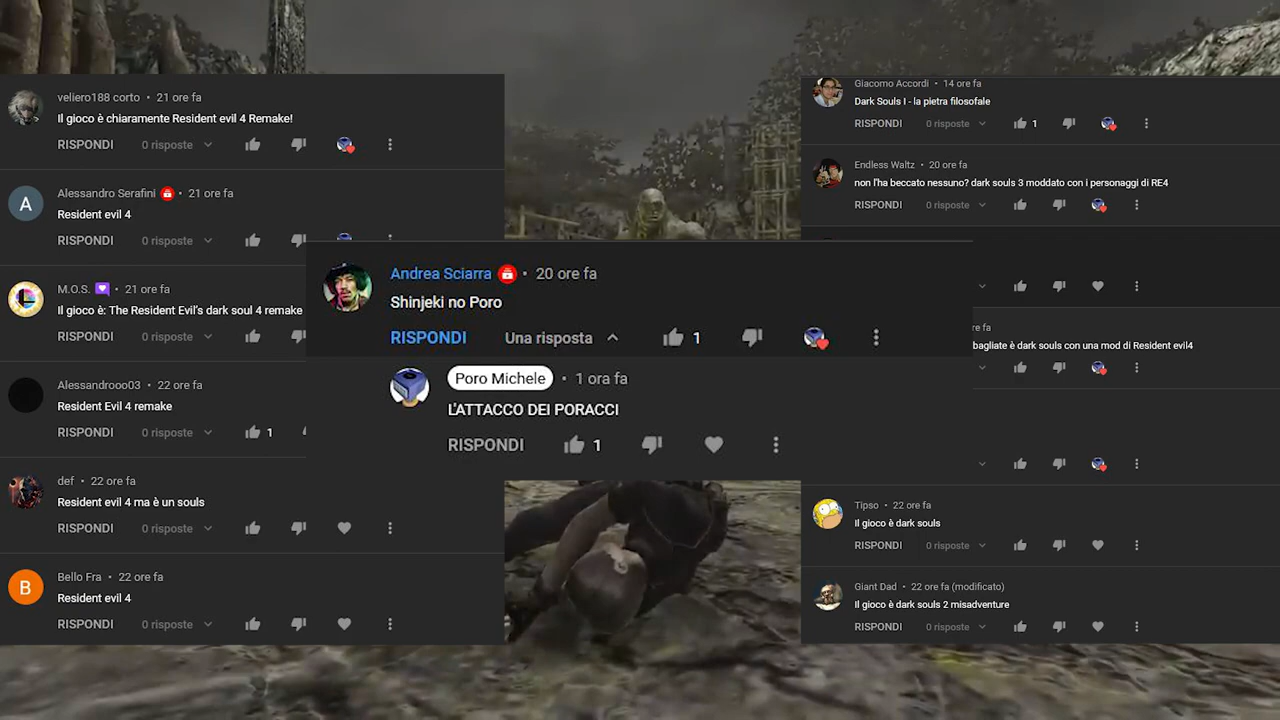 veliero188 corto • 21 ore fa
Il gioco è chiaramente Resident evil 4 Remake!
RISPONDI 0 risposte
A
Alessandro Serafini • 21 ore fa
Resident evil 4
RISPONDI 0 risposte
M.O.S. • 21 ore fa
Il gioco è: The Resident Evil's dark soul 4 remake
RISPONDI 0 risposte
Alessandrooo03 • 22 ore fa
Resident Evil 4 remake
RISPONDI 0 risposte 1
def • 22 ore fa
Resident evil 4 ma è un souls
RISPONDI 0 risposte
B
Bello Fra • 22 ore fa
Resident evil 4
RISPONDI 0 risposte
Andrea Sciarra • 20 ore fa
Shinjeki no Poro
RISPONDI Una risposta 1
Poro Michele • 1 ora fa
L'ATTACCO DEI PORACCI
RISPONDI 1
Giacomo Accordi • 14 ore fa
Dark Souls I - la pietra filosofale
RISPONDI 0 risposte 1
Endless Waltz • 20 ore fa
non l'ha beccato nessuno? dark souls 3 moddato con i personaggi di RE4
RISPONDI 0 risposte
re fa
bagliate è dark souls con una mod di Resident evil4
Tipso • 22 ore fa
Il gioco è dark souls
RISPONDI 0 risposte
Giant Dad • 22 ore fa (modificato)
Il gioco è dark souls 2 misadventure
RISPONDI 0 risposte